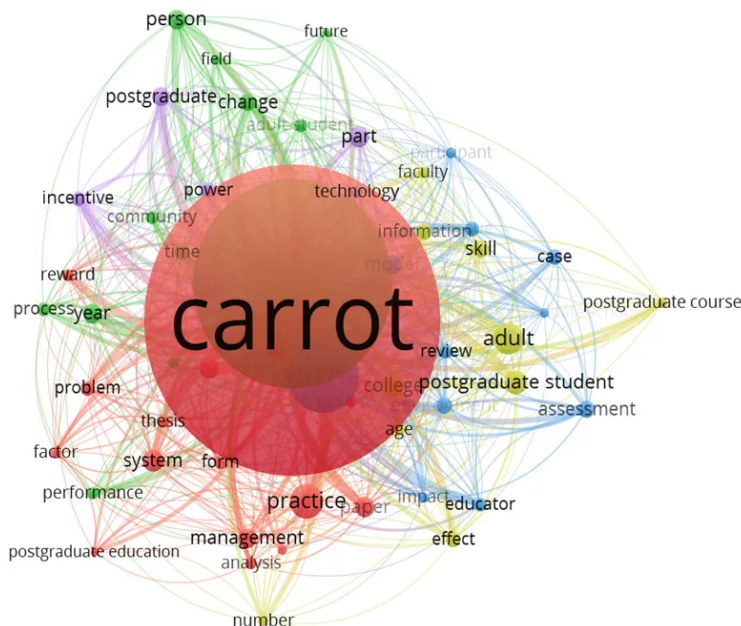 person
future
field
postgraduate
change
adult student
part
participant
faculty
power
technology
incentive
community
information
skill
time
case
model
reward
postgraduate course
process
year
carrot
adult
review
problem
college
postgraduate student
assessment
thesis
age
factor
system
form
performance
practice
paper
impact
educator
management
effect
postgraduate education
analysis
number